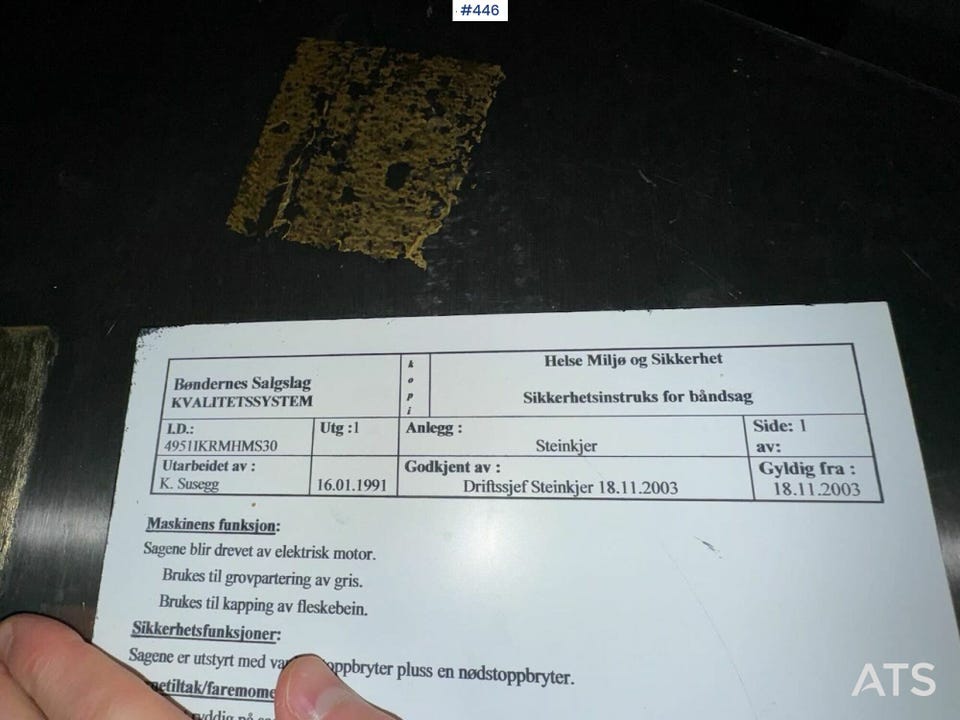 #446
Bøndernes Salgslag
KVALITETSSYSTEM
kopi
Helse Miljø og Sikkerhet
Sikkerhetsinstruks for båndsag
I.D.:
4951IKRMHMS30
Utg :1
Anlegg :
Steinkjer
Side: 1
av:
Utarbeidet av :
K. Susegg
16.01.1991
Godkjent av :
Driftssjef Steinkjer 18.11.2003
Gyldig fra :
18.11.2003
Maskinens funksjon:
Sagene blir drevet av elektrisk motor.
Brukes til grovpartering av gris.
Brukes til kapping av fleskebein.
Sikkerhetsfunksjoner:
Sagene er utstyrt med pluss en nødstoppbryter.
ATS